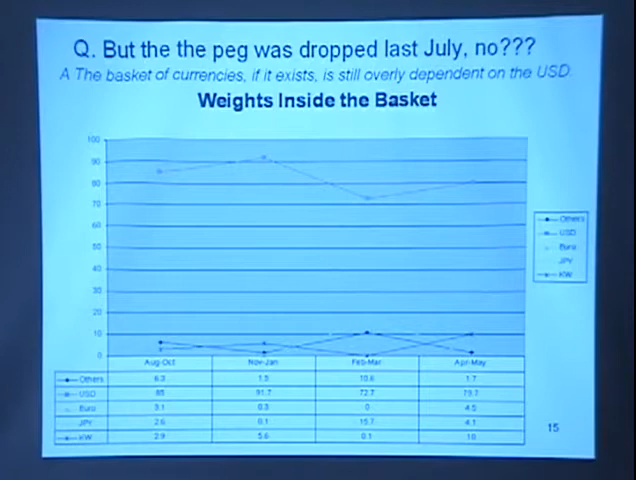 Q. But the the peg was dropped last July, no???
A The basket of currencies, if it exists, is still overly dependent on the USD.
Weights Inside the Basket
100
90
80
70
60
50
40
30
20
10
0
Others
USD
Euro
JPY
KW
Aug-Oct Nov-Jan Feb-Mar Apr-May
Others 6.3 1.5 10.6 1.7
USD 85 91.7 72.7 79.7
Euro 3.1 0.3 0 4.5
JPY 2.6 0.1 15.7 4.1
KW 2.9 5.6 0.1 10
15